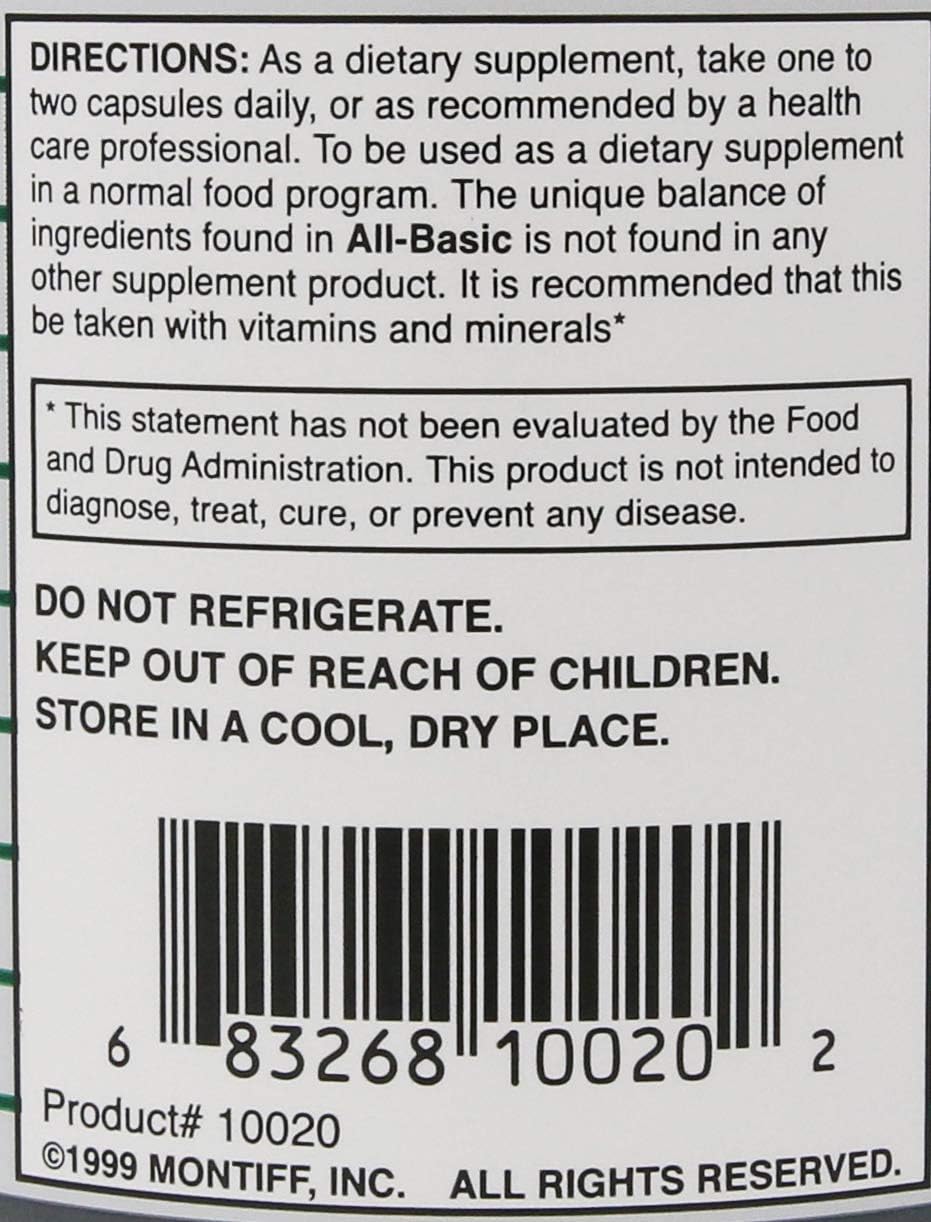 DIRECTIONS: As a dietary supplement, take one to
two capsules daily, or as recommended by a health
care professional. To be used as a dietary supplement
in a normal food program. The unique balance of
ingredients found in All-Basic is not found in any
other supplement product. It is recommended that this
be taken with vitamins and minerals*
* This statement has not been evaluated by the Food
and Drug Administration. This product is not intended to
diagnose, treat, cure, or prevent any disease.
DO NOT REFRIGERATE.
KEEP OUT OF REACH OF CHILDREN.
STORE IN A COOL, DRY PLACE.
6 83268 10020 2
Product# 10020
©1999 MONTIFF, INC. ALL RIGHTS RESERVED.